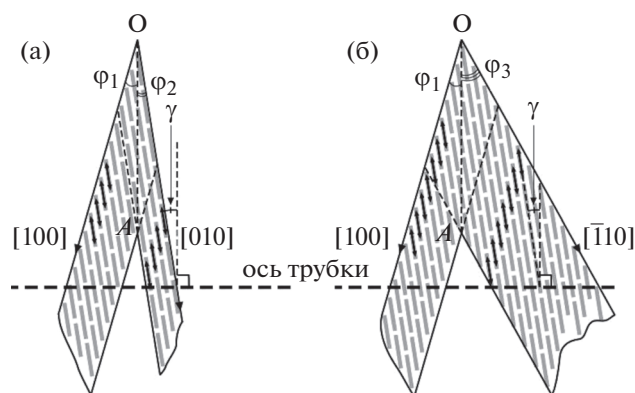 (а)
O
φ1
φ2
γ
A
[100]
[010]
ось трубки
(б)
O
φ1
φ3
γ
A
[100]
[1̅10]